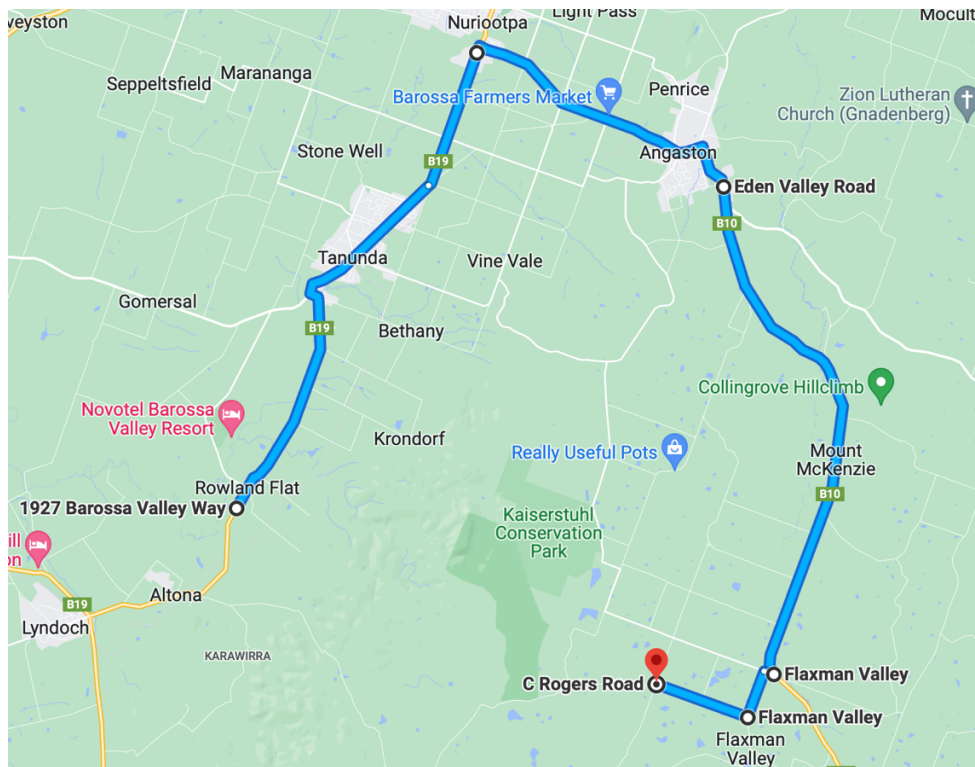 veyston
Nuriootpa
Light Pass
Mocult
Seppeltsfield
Marananga
Penrice
Barossa Farmers Market
Zion Lutheran
Church (Gnadenberg)
Stone Well
B19
Angaston
Eden Valley Road
B10
Tanunda
Vine Vale
Gomersal
B19
Bethany
Collingrove Hillclimb
Novotel Barossa
Valley Resort
Krondorf
Really Useful Pots
Mount
McKenzie
Rowland Flat
B10
1927 Barossa Valley Way
Kaiserstuhl
Conservation
Park
ill
on
Altona
B19
Lyndoch
KARAWIRRA
C Rogers Road
Flaxman Valley
Flaxman Valley
Flaxman
Valley